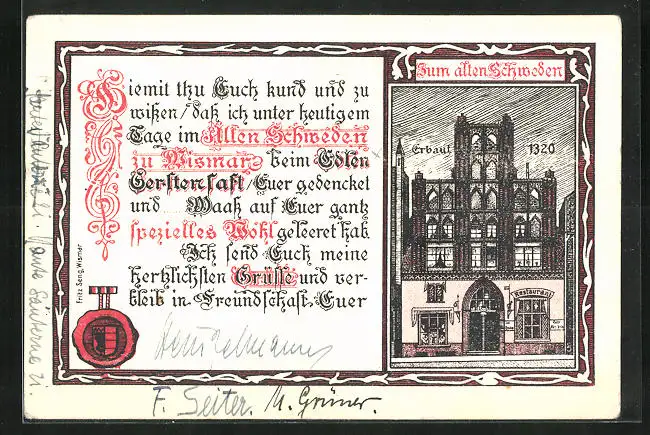 Hiemit thu Euch kund und zu
wißen / daß ich unter heutigem
Tage im Alten Schweden
zu Wismar beim Edlen
Gerstensaft / Euer gedencket
und Maaß auf Euer gantz
spezielles Wohl geleeret hab
Ich send Euch meine
hertzlichsten Grüsse und ver-
bleib in Freundschaft Euer
Fritz Seng, Wismar
F. Seiter. M. Grüner.
Zum alten Schweden
Erbaut 1320
Restaurant